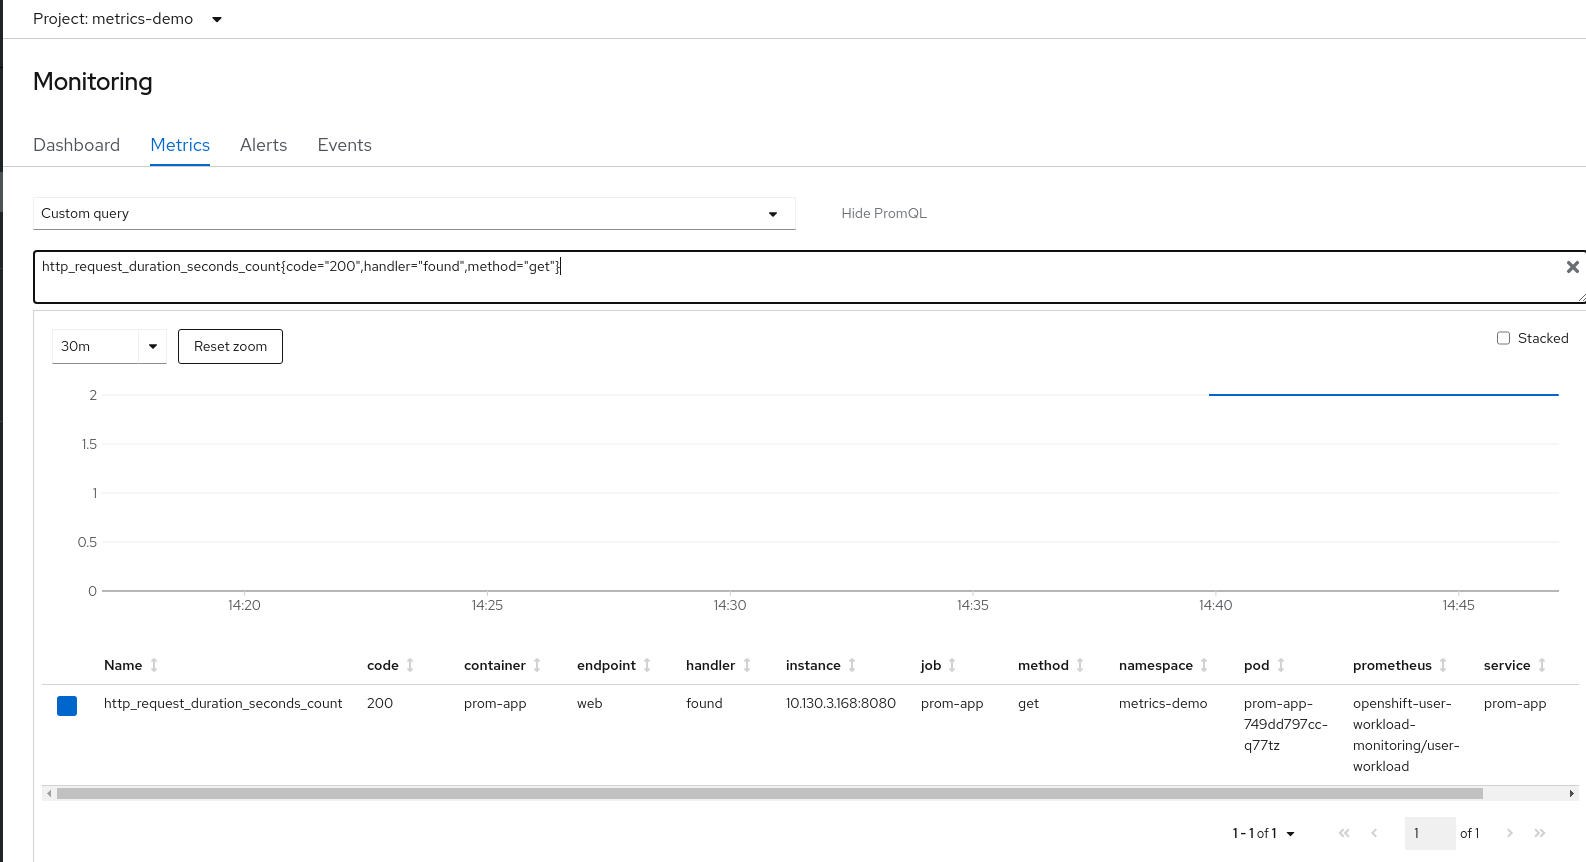 Project: metrics-demo
Monitoring
Dashboard Metrics Alerts Events
Custom query Hide PromQL
http_request_duration_seconds_count{code="200",handler="found",method="get"}
30m Reset zoom Stacked
2
1.5
1
0.5
0
14:20 14:25 14:30 14:35 14:40 14:45
Name code container endpoint handler instance job method namespace pod prometheus service
http_request_duration_seconds_count 200 prom-app web found 10.130.3.168:8080 prom-app get metrics-demo prom-app- openshift-user- prom-app
749dd797cc- workload-
q77tz monitoring/user-
workload
1 - 1 of 1 1 of 1